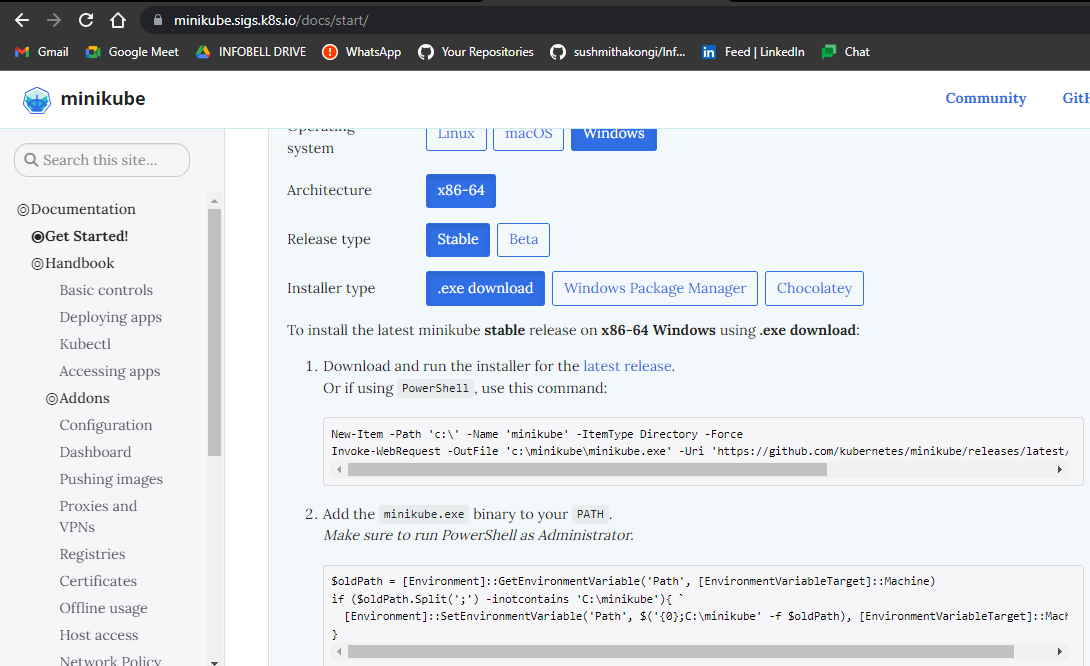 minikube.sigs.k8s.io/docs/start/
Gmail Google Meet INFOBELL DRIVE WhatsApp Your Repositories sushmithakongi/Inf... Feed | LinkedIn Chat
minikube Community
Search this site...
Documentation
Get Started!
Handbook
Basic controls
Deploying apps
Kubectl
Accessing apps
Addons
Configuration
Dashboard
Pushing images
Proxies and
VPNs
Registries
Certificates
Offline usage
Host access
Network Policy
Operating
system
Linux macOS Windows
Architecture x86-64
Release type Stable Beta
Installer type .exe download Windows Package Manager Chocolatey
To install the latest minikube stable release on x86-64 Windows using .exe download:
1. Download and run the installer for the latest release.
Or if using PowerShell, use this command:
New-Item -Path 'c:\' -Name 'minikube' -ItemType Directory -Force
Invoke-WebRequest -OutFile 'c:\minikube\minikube.exe' -Uri 'https://github.com/kubernetes/minikube/releases/latest/
2. Add the minikube.exe binary to your PATH.
Make sure to run PowerShell as Administrator.
$oldPath = [Environment]::GetEnvironmentVariable('Path', [EnvironmentVariableTarget]::Machine)
if ($oldPath.Split(';') -inotcontains 'C:\minikube'){ `
[Environment]::SetEnvironmentVariable('Path', $('{0};C:\minikube' -f $oldPath), [EnvironmentVariableTarget]::Mach
}